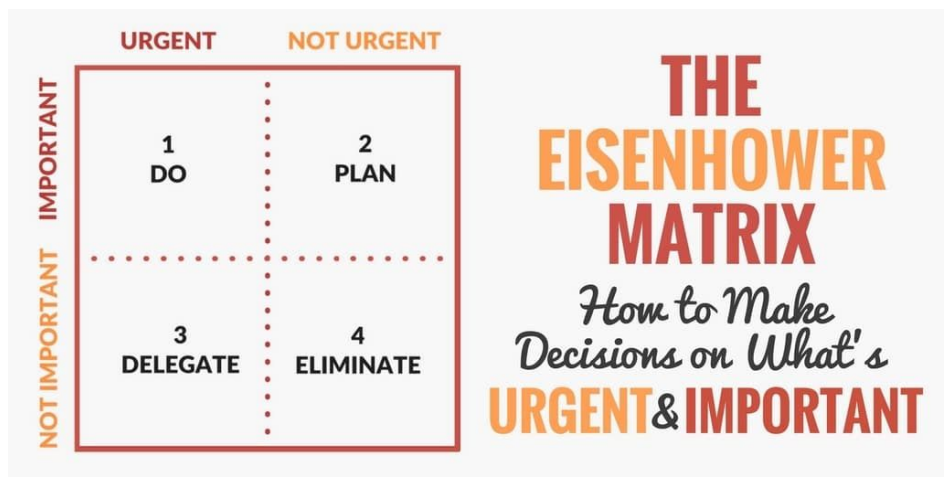 URGENT NOT URGENT
IMPORTANT
NOT IMPORTANT
1
DO
2
PLAN
3
DELEGATE
4
ELIMINATE
THE
EISENHOWER
MATRIX
How to Make
Decisions on What's
URGENT & IMPORTANT